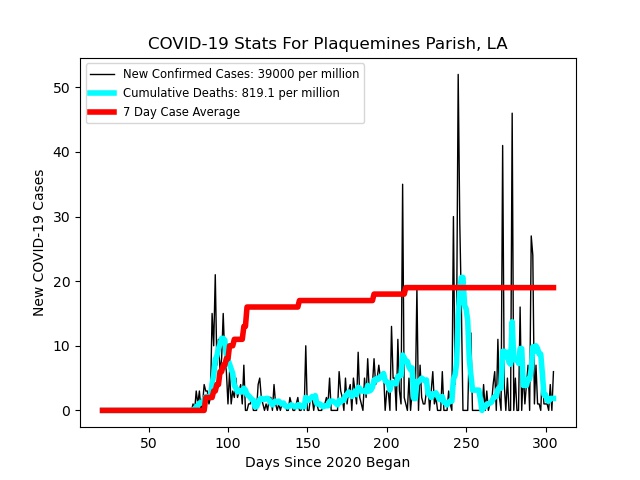 COVID-19 Stats For Plaquemines Parish, LA
New Confirmed Cases: 39000 per million
Cumulative Deaths: 819.1 per million
7 Day Case Average
New COVID-19 Cases
50
40
30
20
10
0
50
100
150
200
250
300
Days Since 2020 Began